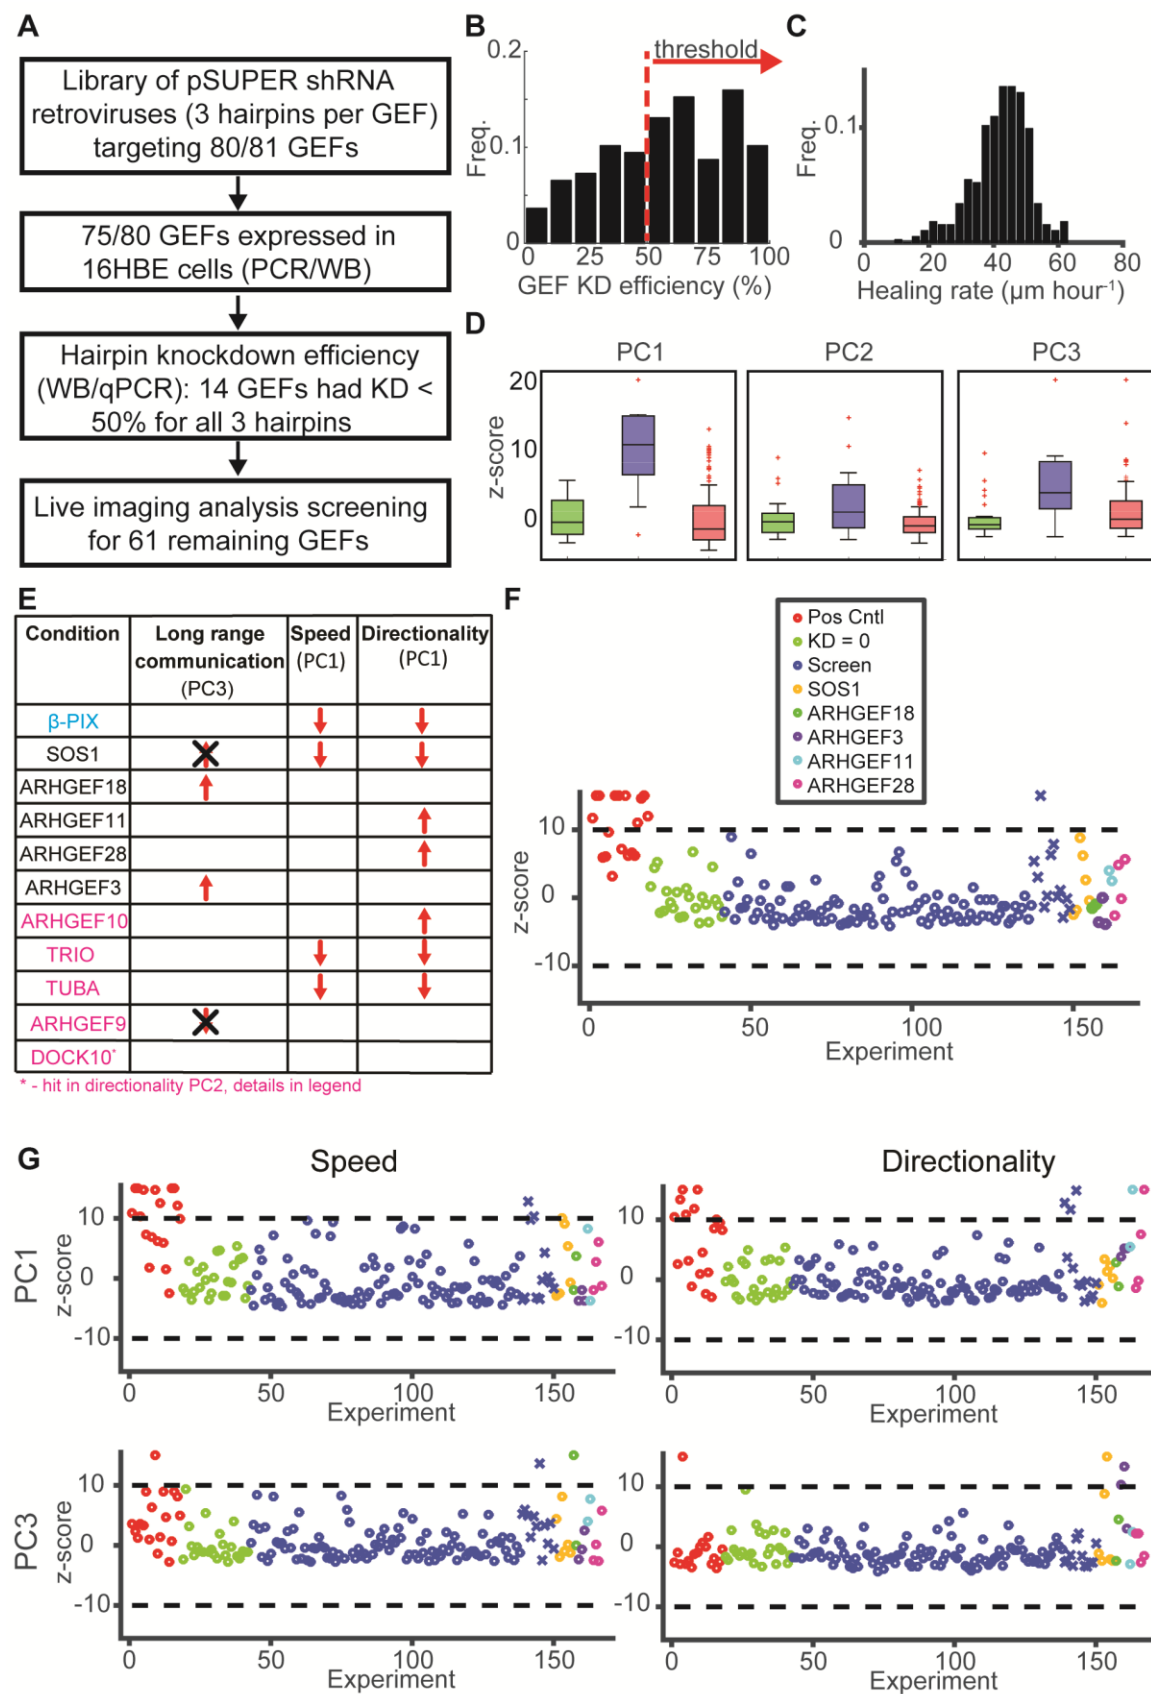 A
Library of pSUPER shRNA
retroviruses (3 hairpins per GEF)
targeting 80/81 GEFs
75/80 GEFs expressed in
16HBE cells (PCR/WB)
Hairpin knockdown efficiency
(WB/qPCR): 14 GEFs had KD <
50% for all 3 hairpins
Live imaging analysis screening
for 61 remaining GEFs
B
threshold
0.2
0.1
0
Freq.
0 25 50 75 100
GEF KD efficiency (%)
C
Freq.
0.1
0
0 20 40 60 80
Healing rate (µm hour⁻¹)
D
PC1 PC2 PC3
z-score
20
10
0
E
Condition Long range communication (PC3) Speed (PC1) Directionality (PC1)
β-PIX
SOS1
ARHGEF18
ARHGEF11
ARHGEF28
ARHGEF3
ARHGEF10
TRIO
TUBA
ARHGEF9
DOCK10*
* - hit in directionality PC2, details in legend
F
Pos Cntl
KD = 0
Screen
SOS1
ARHGEF18
ARHGEF3
ARHGEF11
ARHGEF28
z-score
10
0
-10
0 50 100 150
Experiment
G
Speed Directionality
PC1
z-score
10
0
-10
0 50 100 150
Experiment
10
0
-10
0 50 100 150
Experiment
PC3
z-score
10
0
-10
0 50 100 150
Experiment
10
0
-10
0 50 100 150
Experiment